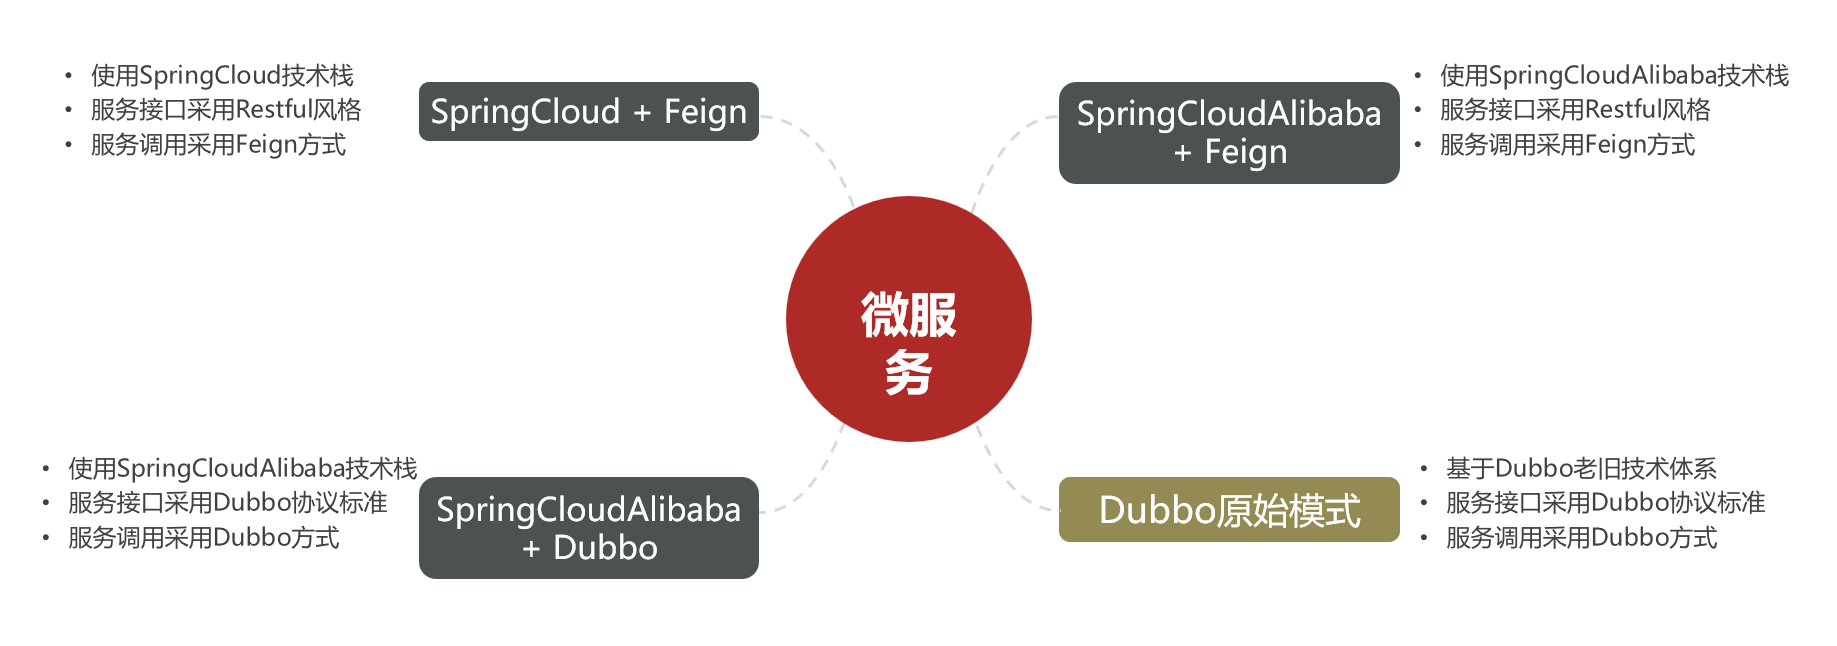 • 使用SpringCloud技术栈
• 服务接口采用Restful风格
• 服务调用采用Feign方式
SpringCloud + Feign
SpringCloudAlibaba
+ Feign
• 使用SpringCloudAlibaba技术栈
• 服务接口采用Restful风格
• 服务调用采用Feign方式
微服
务
• 使用SpringCloudAlibaba技术栈
• 服务接口采用Dubbo协议标准
• 服务调用采用Dubbo方式
SpringCloudAlibaba
+ Dubbo
Dubbo原始模式
• 基于Dubbo老旧技术体系
• 服务接口采用Dubbo协议标准
• 服务调用采用Dubbo方式